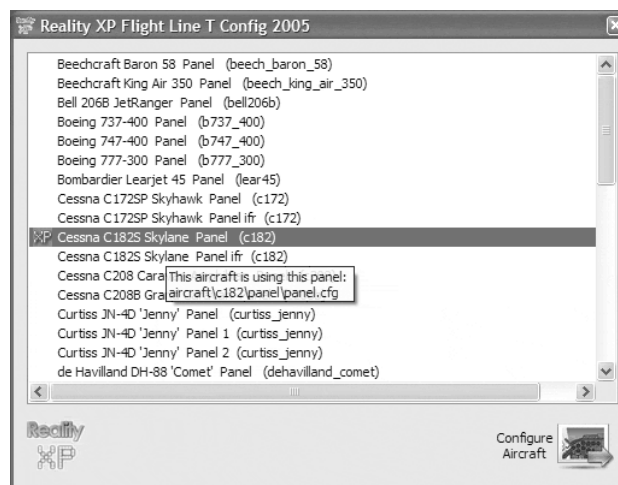 Reality XP Flight Line T Config 2005
Beechcraft Baron 58 Panel (beech_baron_58)
Beechcraft King Air 350 Panel (beech_king_air_350)
Bell 206B JetRanger Panel (bell206b)
Boeing 737-400 Panel (b737_400)
Boeing 747-400 Panel (b747_400)
Boeing 777-300 Panel (b777_300)
Bombardier Learjet 45 Panel (lear45)
Cessna C172SP Skyhawk Panel (c172)
Cessna C172SP Skyhawk Panel ifr (c172)
XP Cessna C182S Skylane Panel (c182)
Cessna C182S Skylane Panel ifr (c182)
Cessna C208 Cara
This aircraft is using this panel:
Cessna C208B Gra
aircraft\c182\panel\panel.cfg
Curtiss JN-4D 'Jenny' Panel (curtiss_jenny)
Curtiss JN-4D 'Jenny' Panel 1 (curtiss_jenny)
Curtiss JN-4D 'Jenny' Panel 2 (curtiss_jenny)
de Havilland DH-88 'Comet' Panel (dehavilland_comet)
Reality
XP
Configure
Aircraft